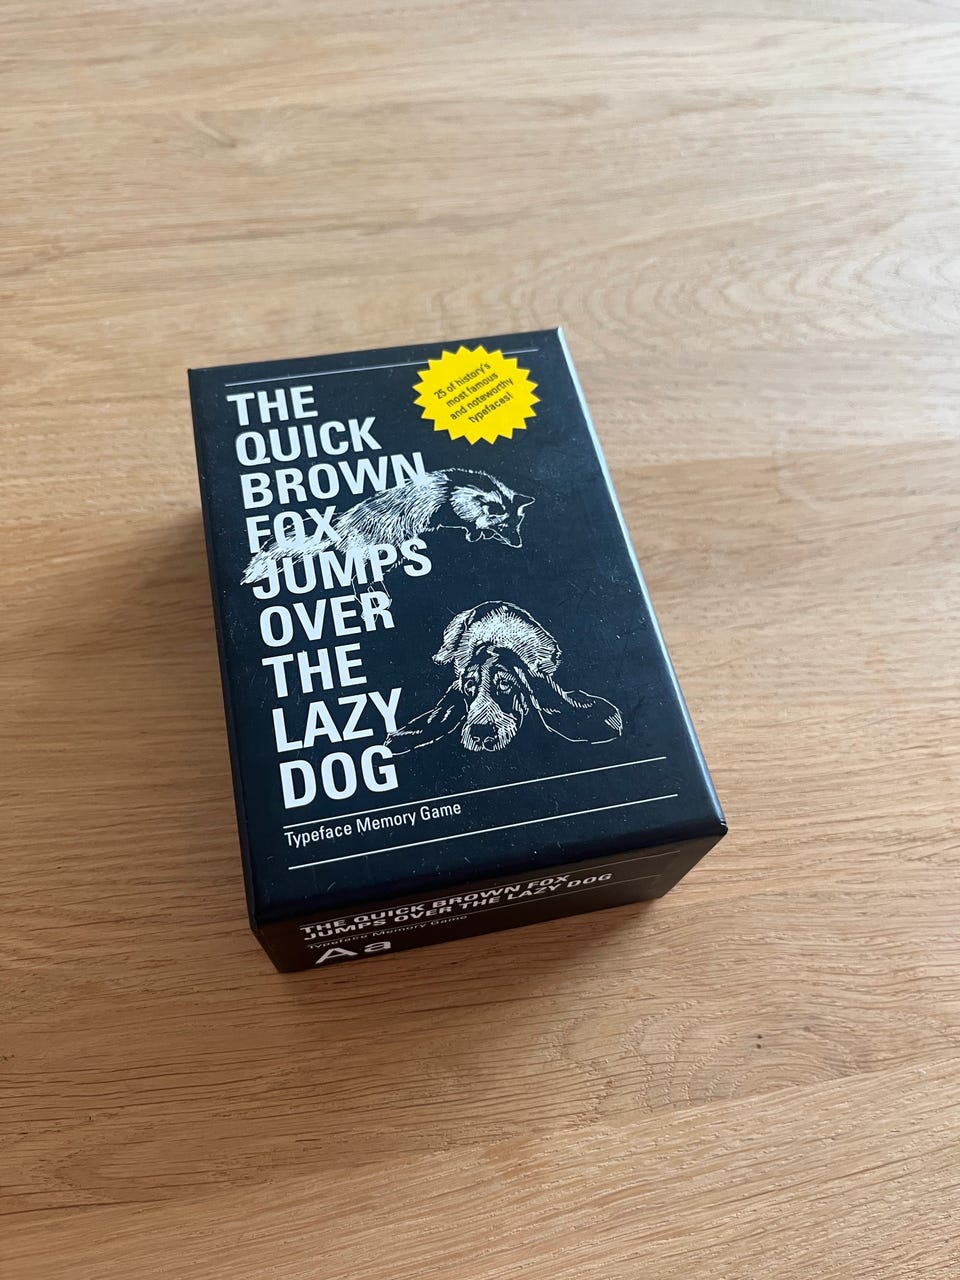 THE
QUICK
BROWN
FOX
JUMPS
OVER
THE
LAZY
DOG
25 of history's
most famous
and noteworthy
typefaces!
Typeface Memory Game
THE QUICK BROWN FOX
JUMPS OVER THE LAZY DOG
Typeface Memory Game
A a